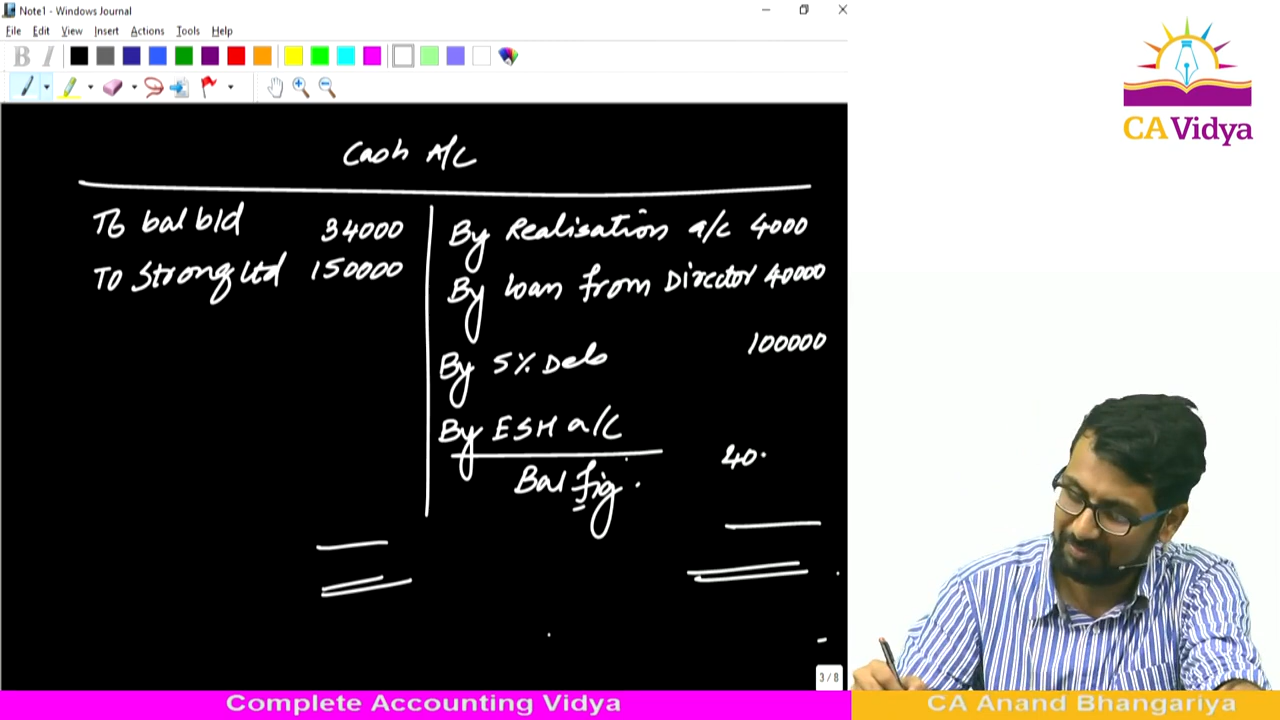 Note1 - Windows Journal
File Edit View Insert Actions Tools Help
B I
CA Vidya
Cash A/C
To bal b/d 34000
To Strong Ltd 150000
By Realisation a/c 4000
By loan from Director 40000
By 5% Deb 100000
By ESH a/c
Bal fig. 40.
3 / 8
Complete Accounting Vidya
CA Anand Bhangariya